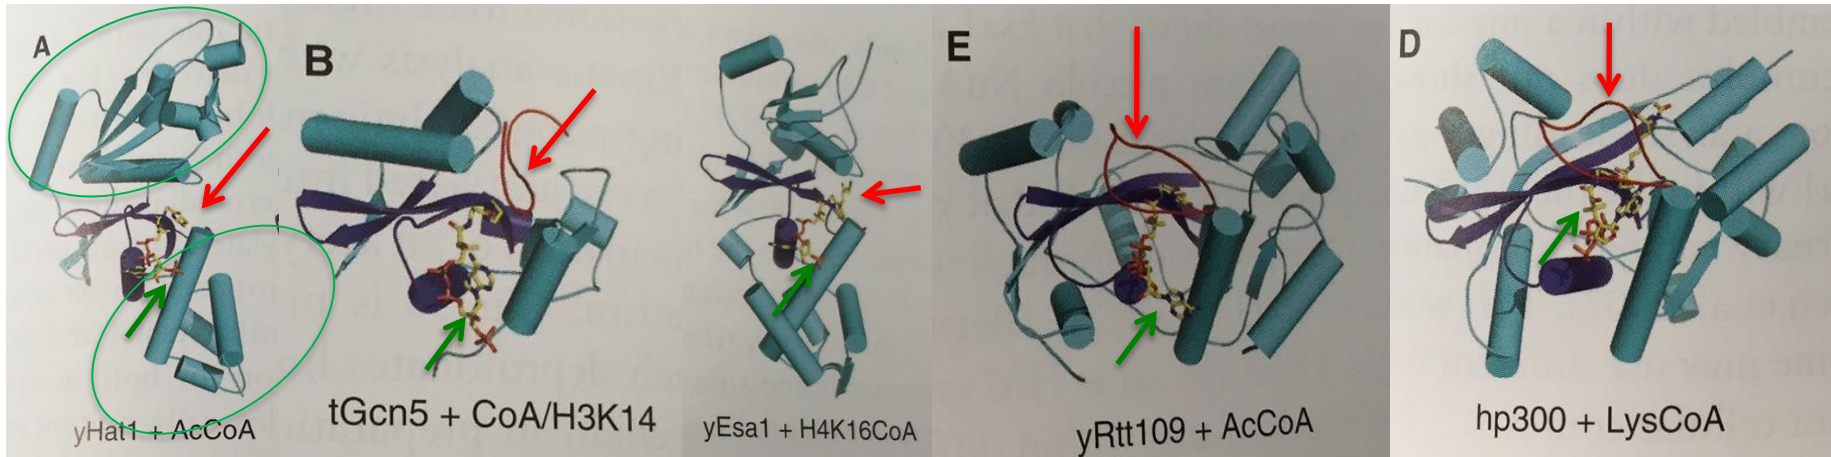 A
B
E
D
yHat1 + AcCoA
tGcn5 + CoA/H3K14
yEsa1 + H4K16CoA
yRtt109 + AcCoA
hp300 + LysCoA